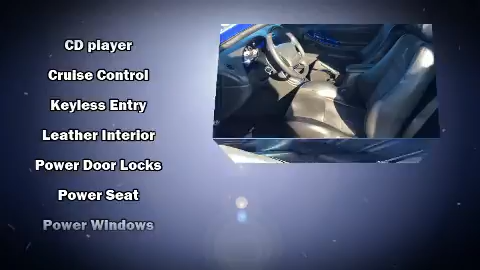 CD player
Cruise Control
Keyless Entry
Leather Interior
Power Door Locks
Power Seat
Power Windows